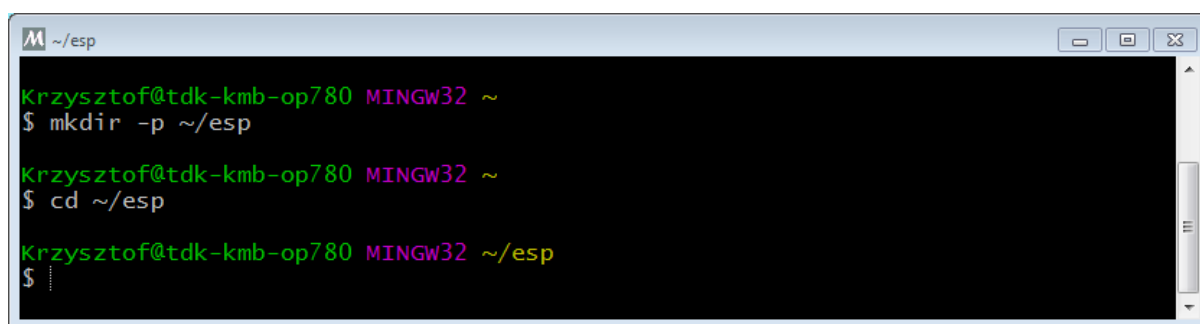 M ~/esp
Krzysztof@tdk-kmb-op780 MINGW32 ~
$ mkdir -p ~/esp
Krzysztof@tdk-kmb-op780 MINGW32 ~
$ cd ~/esp
Krzysztof@tdk-kmb-op780 MINGW32 ~/esp
$